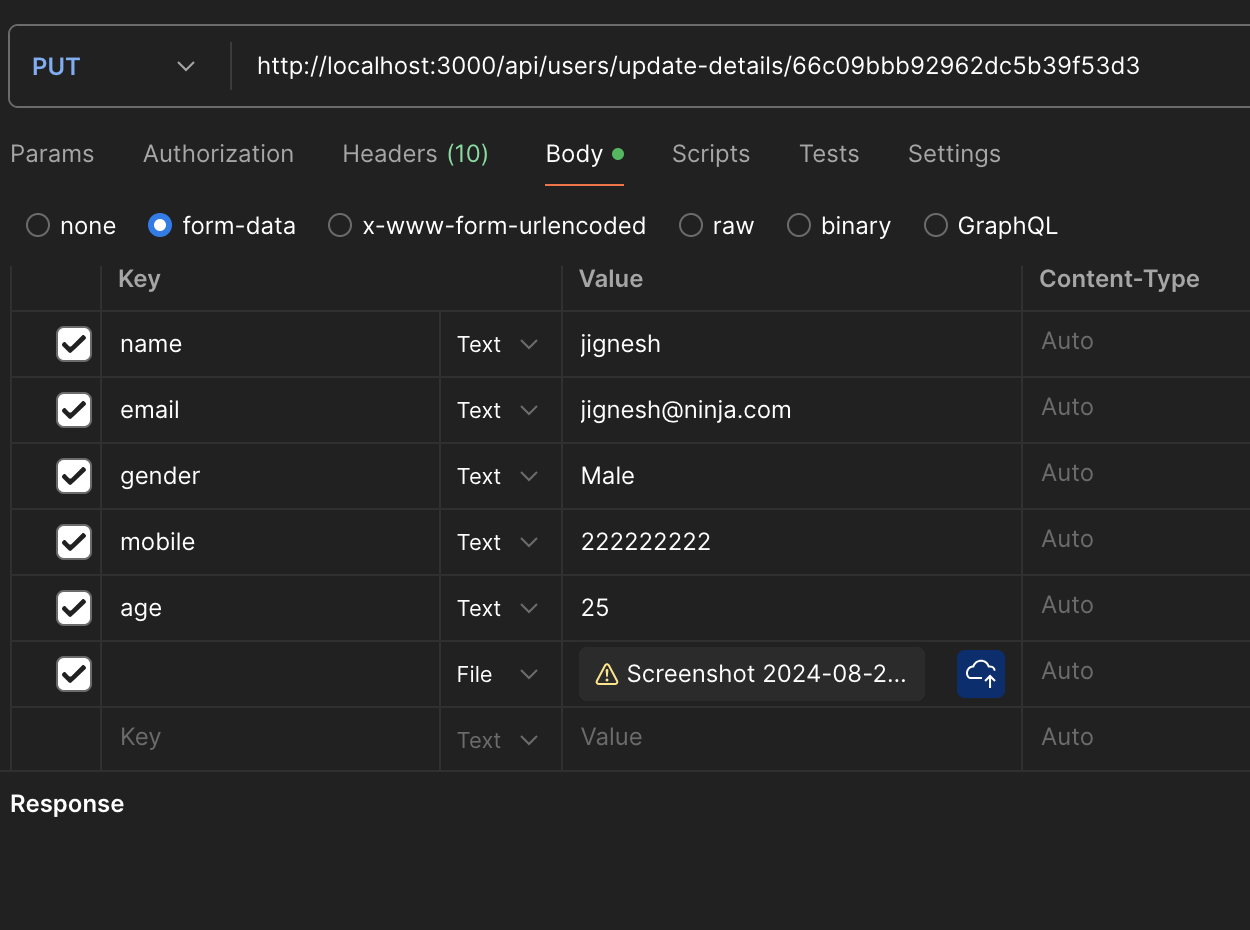 PUT http://localhost:3000/api/users/update-details/66c09bbb92962dc5b39f53d3
Params Authorization Headers (10) Body Scripts Tests Settings
none form-data x-www-form-urlencoded raw binary GraphQL
Key Value Content-Type
name Text jignesh Auto
email Text jignesh@ninja.com Auto
gender Text Male Auto
mobile Text 222222222 Auto
age Text 25 Auto
File Screenshot 2024-08-2... Auto
Key Text Value Auto
Response